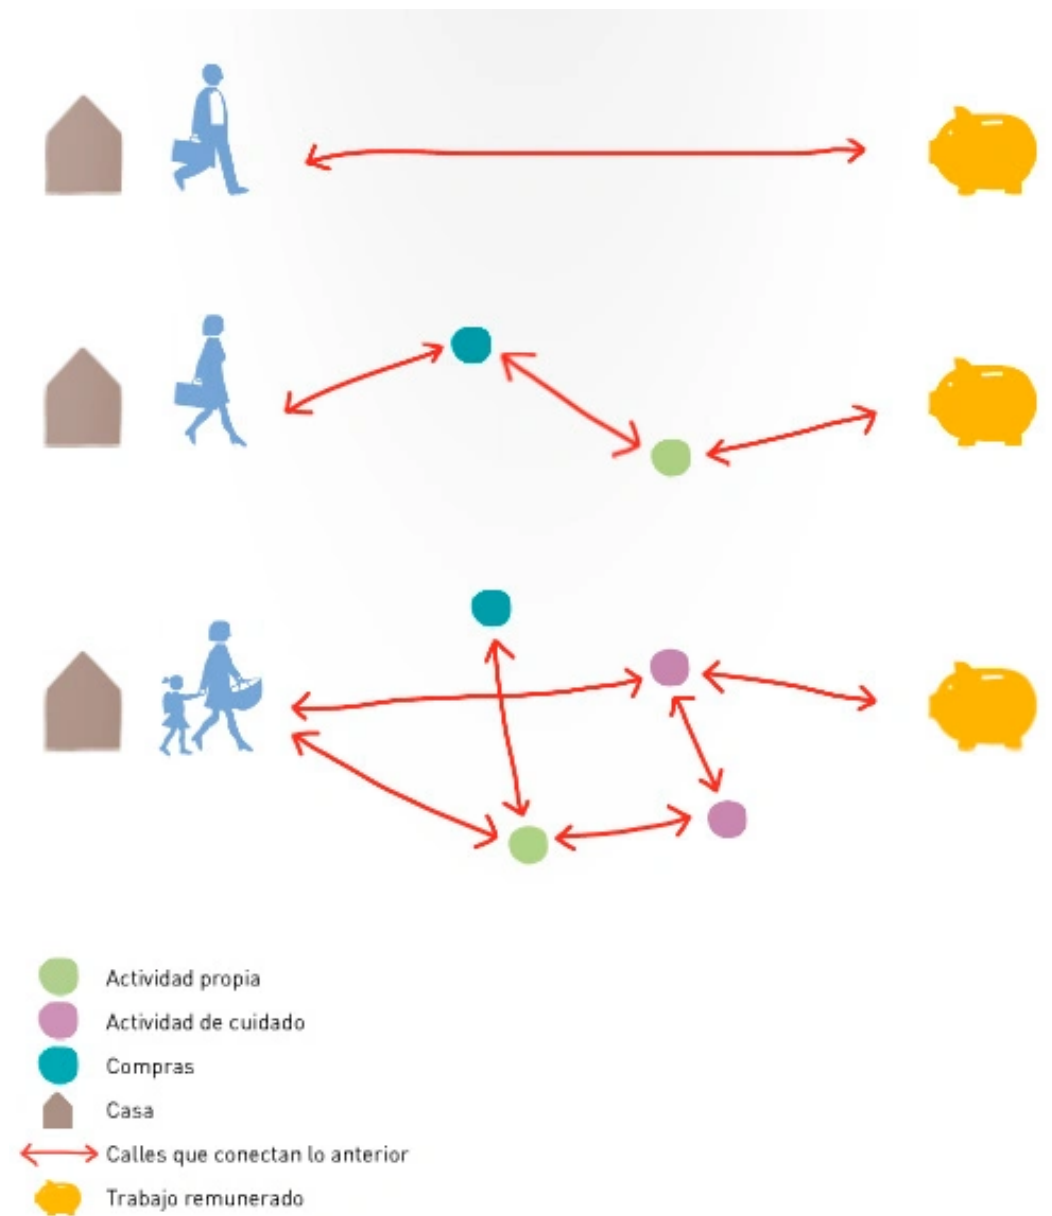 Actividad propia
Actividad de cuidado
Compras
Casa
Calles que conectan lo anterior
Trabajo remunerado